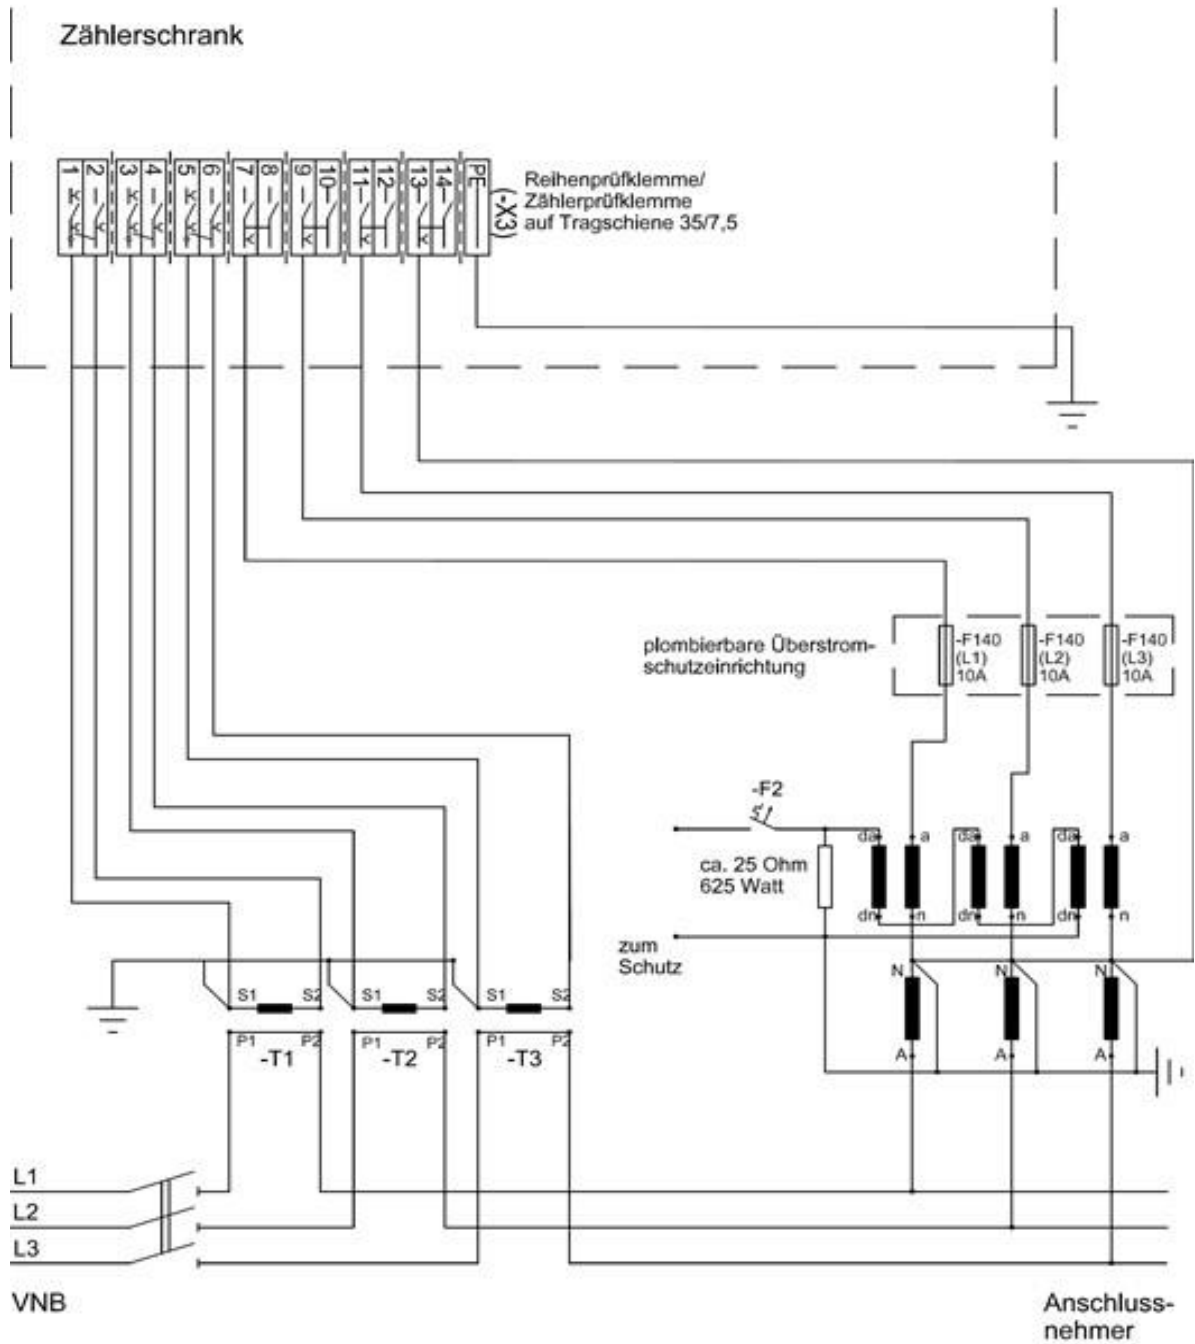 Zählerschrank
1 2 3 4 5 6 7 8 9 10 11 12 13 14 PE
(-X3)
Reihenprüfklemme/
Zählerprüfklemme
auf Tragschiene 35/7,5
plombierbare Überstrom-
schutzeinrichtung
-F140
(L1)
10A
-F140
(L2)
10A
-F140
(L3)
10A
-F2
ca. 25 Ohm
625 Watt
da a da a da a
dn n dn n dn n
zum
Schutz
N N N
A A A
S1 S2 S1 S2 S1 S2
P1 P2 P1 P2 P1 P2
-T1 -T2 -T3
L1
L2
L3
VNB
Anschluss-
nehmer